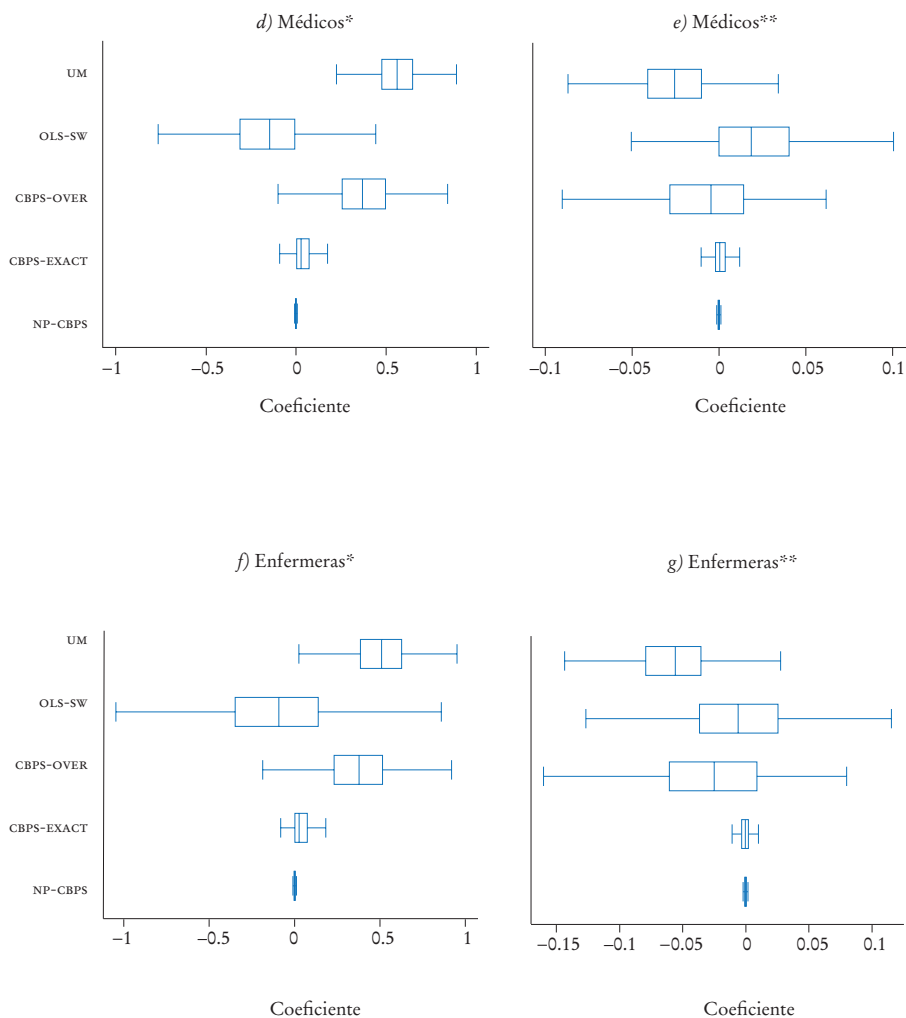 d) Médicos*
e) Médicos**
UM
OLS-SW
CBPS-OVER
CBPS-EXACT
NP-CBPS
−1 −0.5 0 0.5 1
−0.1 −0.05 0 0.05 0.1
Coeficiente
Coeficiente
f) Enfermeras*
g) Enfermeras**
UM
OLS-SW
CBPS-OVER
CBPS-EXACT
NP-CBPS
−1 −0.5 0 0.5 1
−0.15 −0.1 −0.05 0 0.05 0.1
Coeficiente
Coeficiente